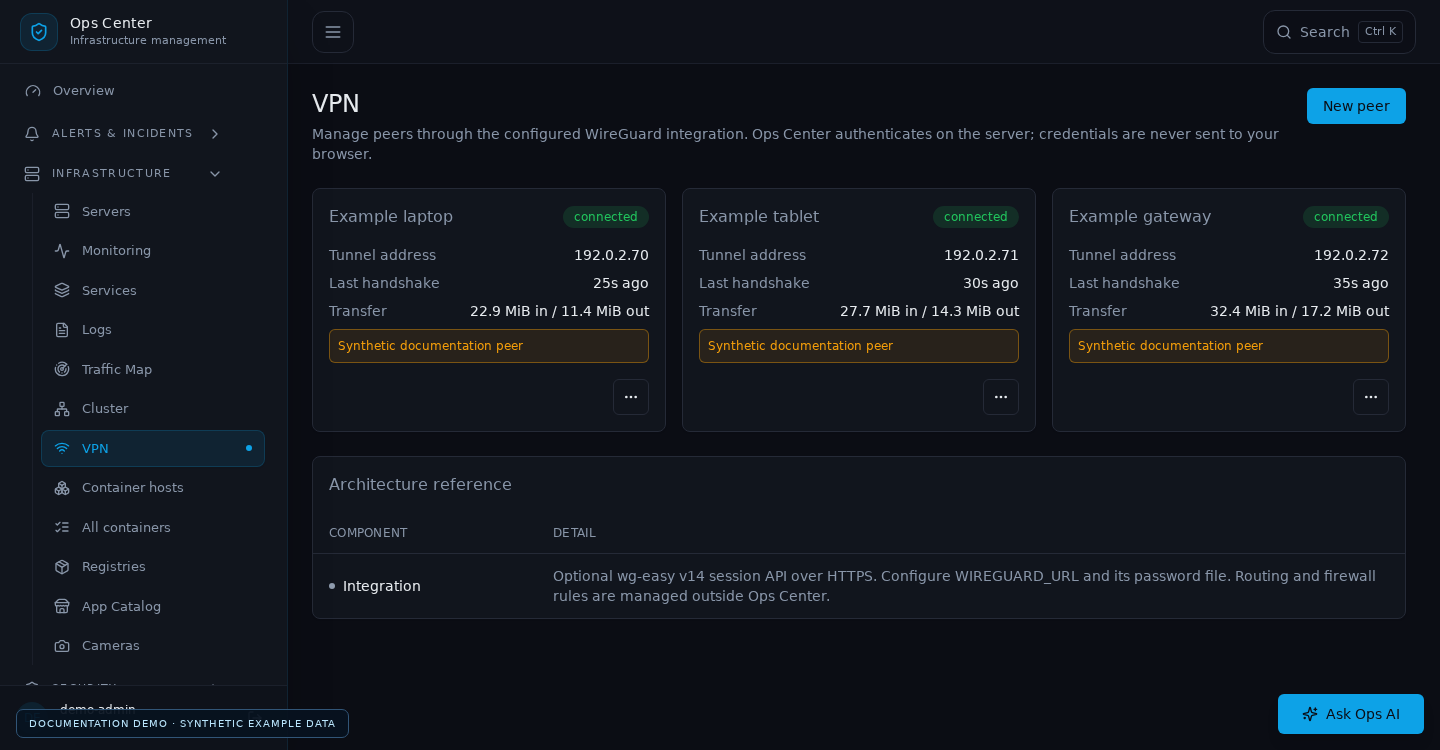 Ops Center
Infrastructure management
Search Ctrl K
Overview
ALERTS & INCIDENTS
INFRASTRUCTURE
Servers
Monitoring
Services
Logs
Traffic Map
Cluster
VPN
Container hosts
All containers
Registries
App Catalog
Cameras
SECURITY
demo admin
DOCUMENTATION DEMO · SYNTHETIC EXAMPLE DATA
VPN
New peer
Manage peers through the configured WireGuard integration. Ops Center authenticates on the server; credentials are never sent to your
browser.
Example laptop connected
Tunnel address 192.0.2.70
Last handshake 25s ago
Transfer 22.9 MiB in / 11.4 MiB out
Synthetic documentation peer
Example tablet connected
Tunnel address 192.0.2.71
Last handshake 30s ago
Transfer 27.7 MiB in / 14.3 MiB out
Synthetic documentation peer
Example gateway connected
Tunnel address 192.0.2.72
Last handshake 35s ago
Transfer 32.4 MiB in / 17.2 MiB out
Synthetic documentation peer
Architecture reference
COMPONENT DETAIL
Integration
Optional wg-easy v14 session API over HTTPS. Configure WIREGUARD_URL and its password file. Routing and firewall
rules are managed outside Ops Center.
Ask Ops AI